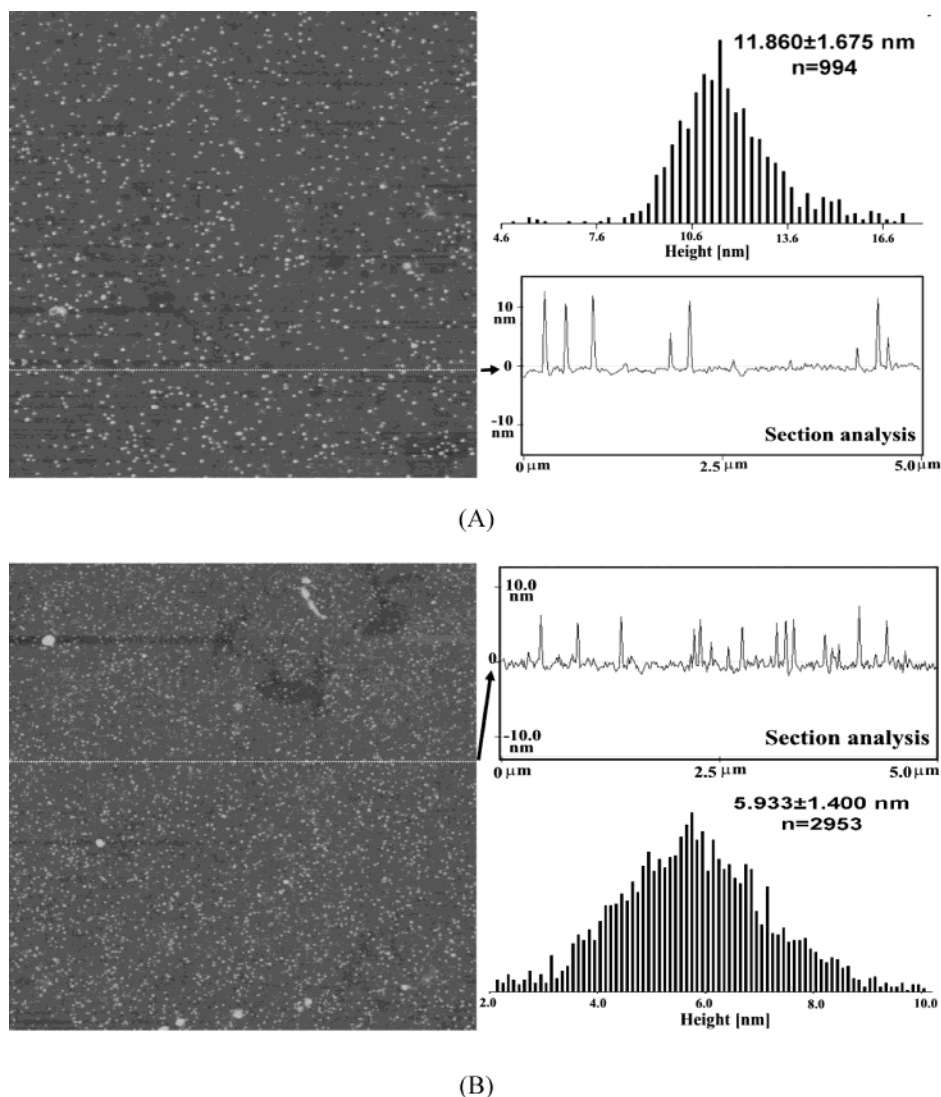 11.860±1.675 nm
n=994
4.6 7.6 10.6 13.6 16.6
Height [nm]
10
nm
0
-10
nm
Section analysis
0 μm 2.5 μm 5.0 μm
(A)
10.0
nm
0
-10.0
nm
Section analysis
0 μm 2.5 μm 5.0 μm
5.933±1.400 nm
n=2953
2.0 4.0 6.0 8.0 10.0
Height [nm]
(B)